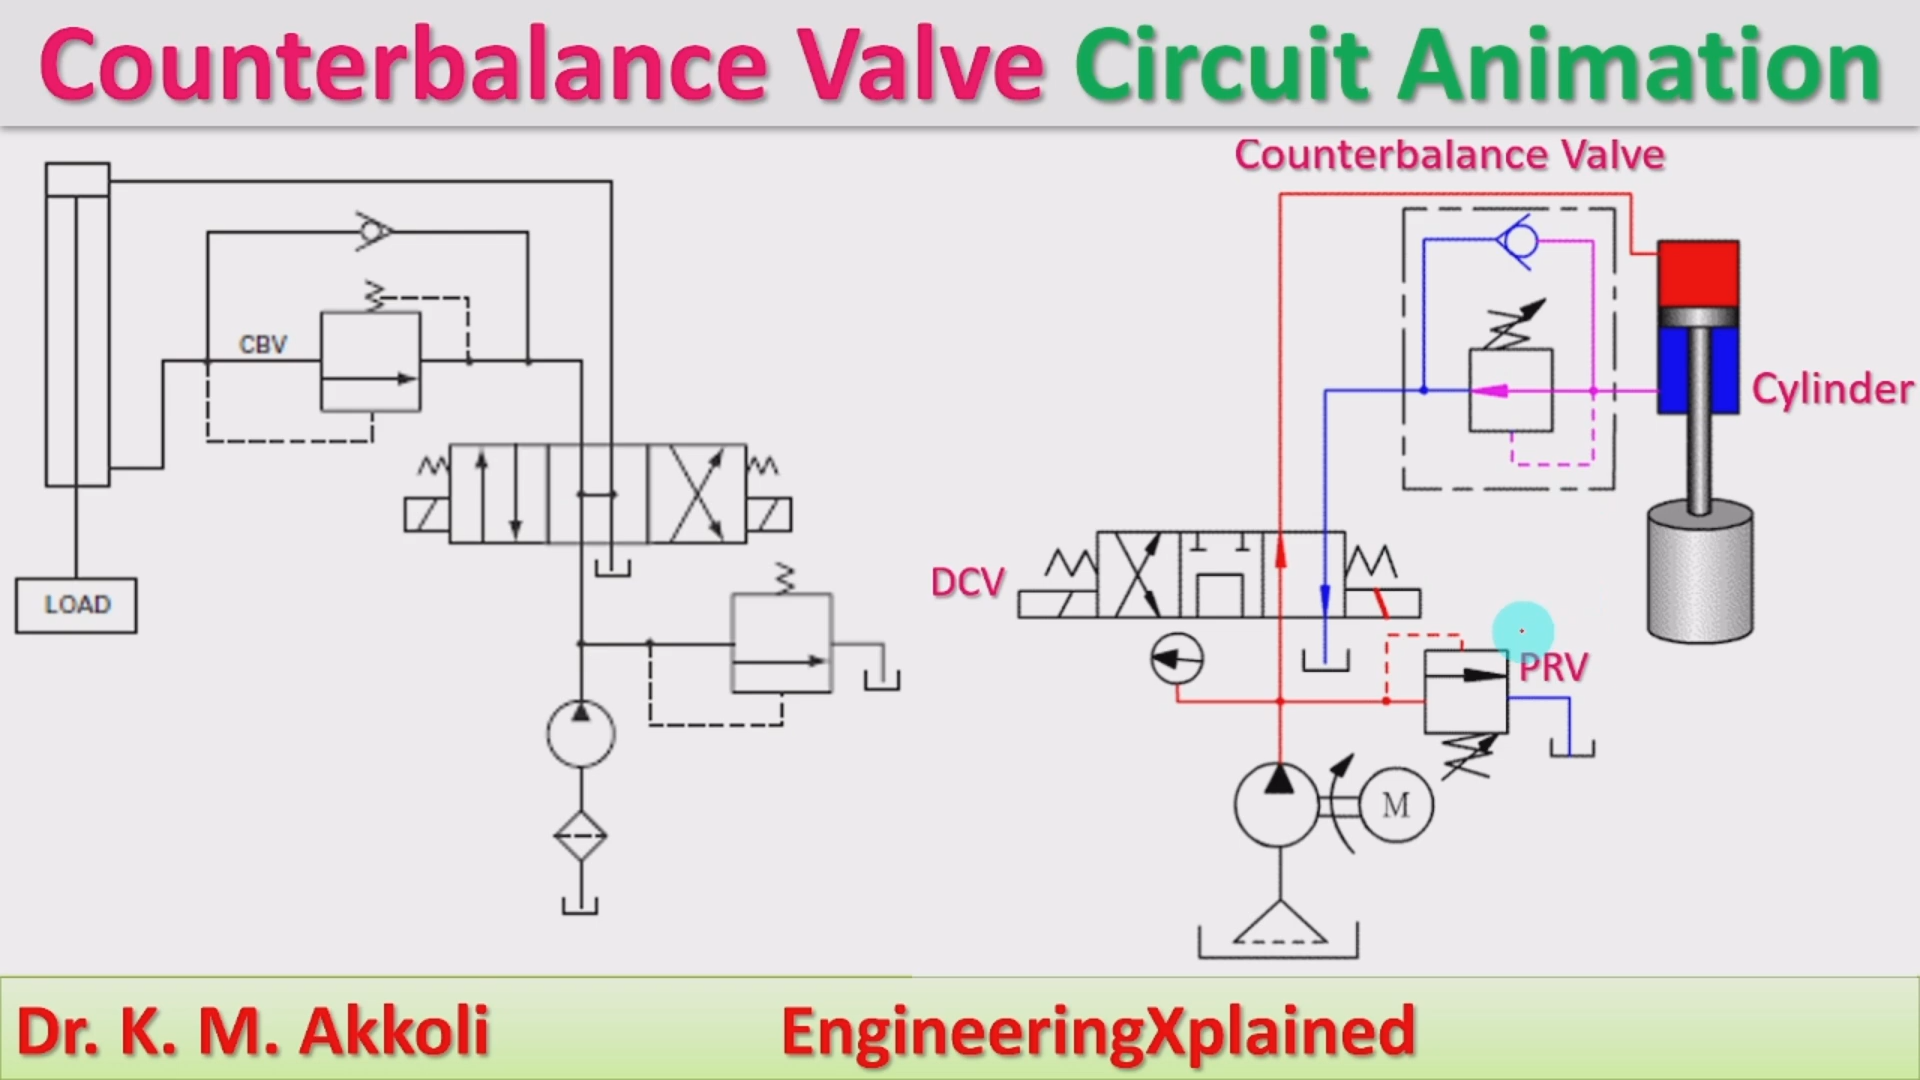 Counterbalance Valve Circuit Animation
Counterbalance Valve
CBV
Cylinder
LOAD
DCV
PRV
M
Dr. K. M. Akkoli
EngineeringXplained